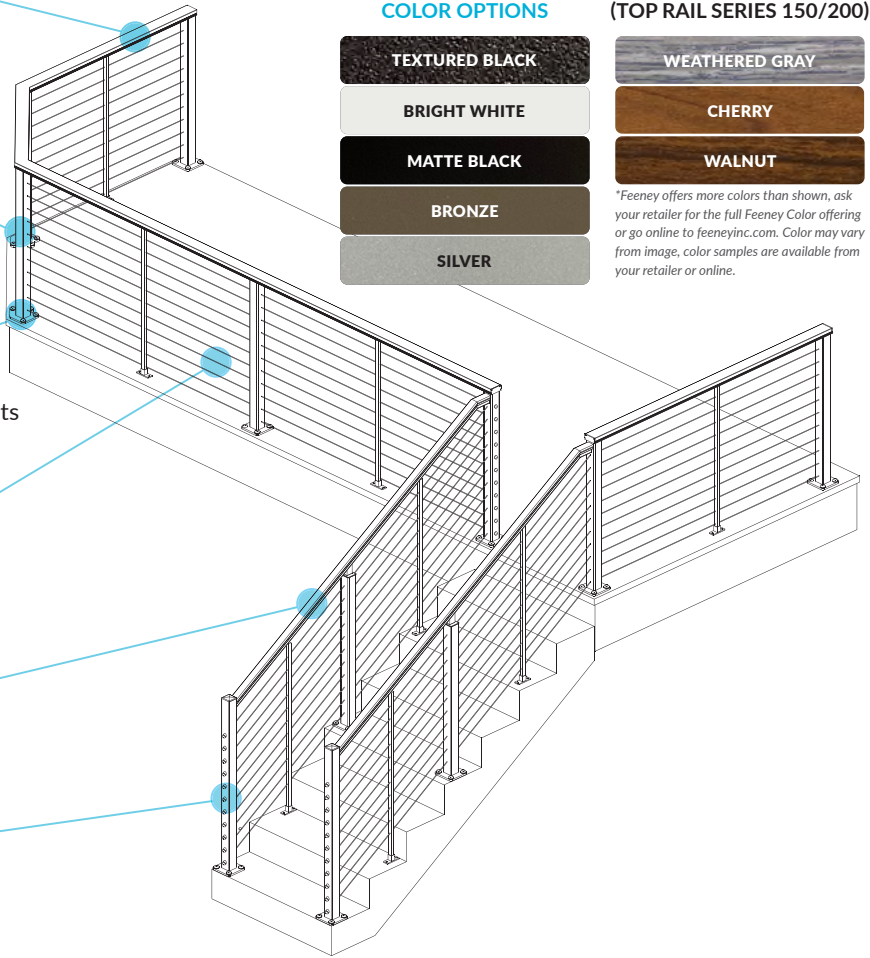 COLOR OPTIONS
TEXTURED BLACK
BRIGHT WHITE
MATTE BLACK
BRONZE
SILVER
(TOP RAIL SERIES 150/200)
WEATHERED GRAY
CHERRY
WALNUT
*Feeney offers more colors than shown, ask
your retailer for the full Feeney Color offering
or go online to feeneyinc.com. Color may vary
from image, color samples are available from
your retailer or online.
ts